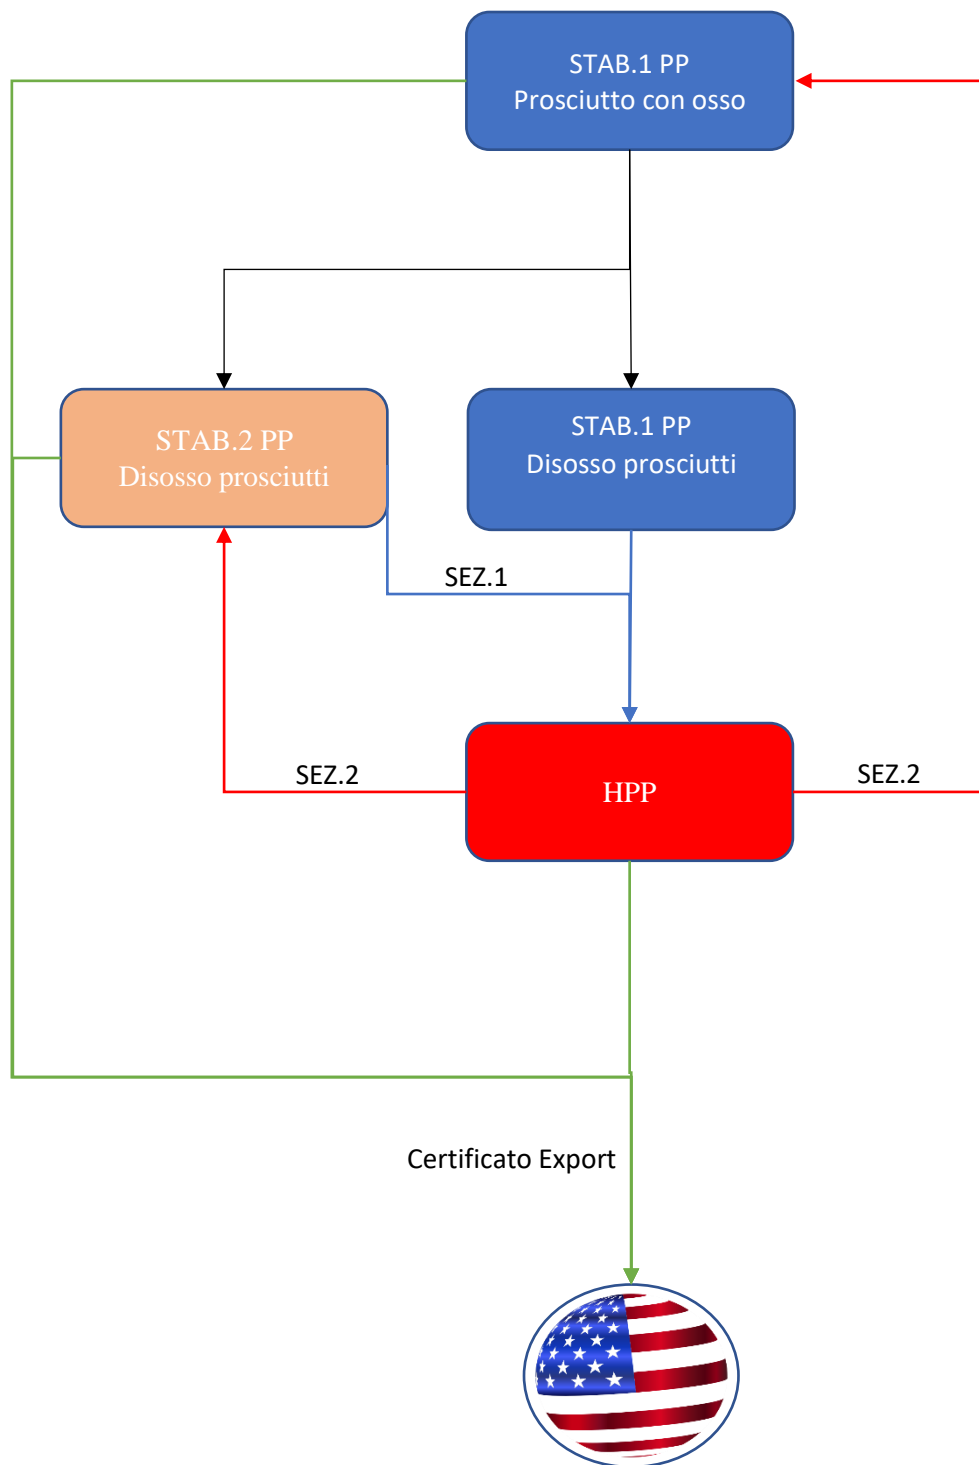 STAB.1 PP
Prosciutto con osso
STAB.2 PP
Disosso prosciutti
STAB.1 PP
Disosso prosciutti
SEZ.1
SEZ.2
HPP
SEZ.2
Certificato Export